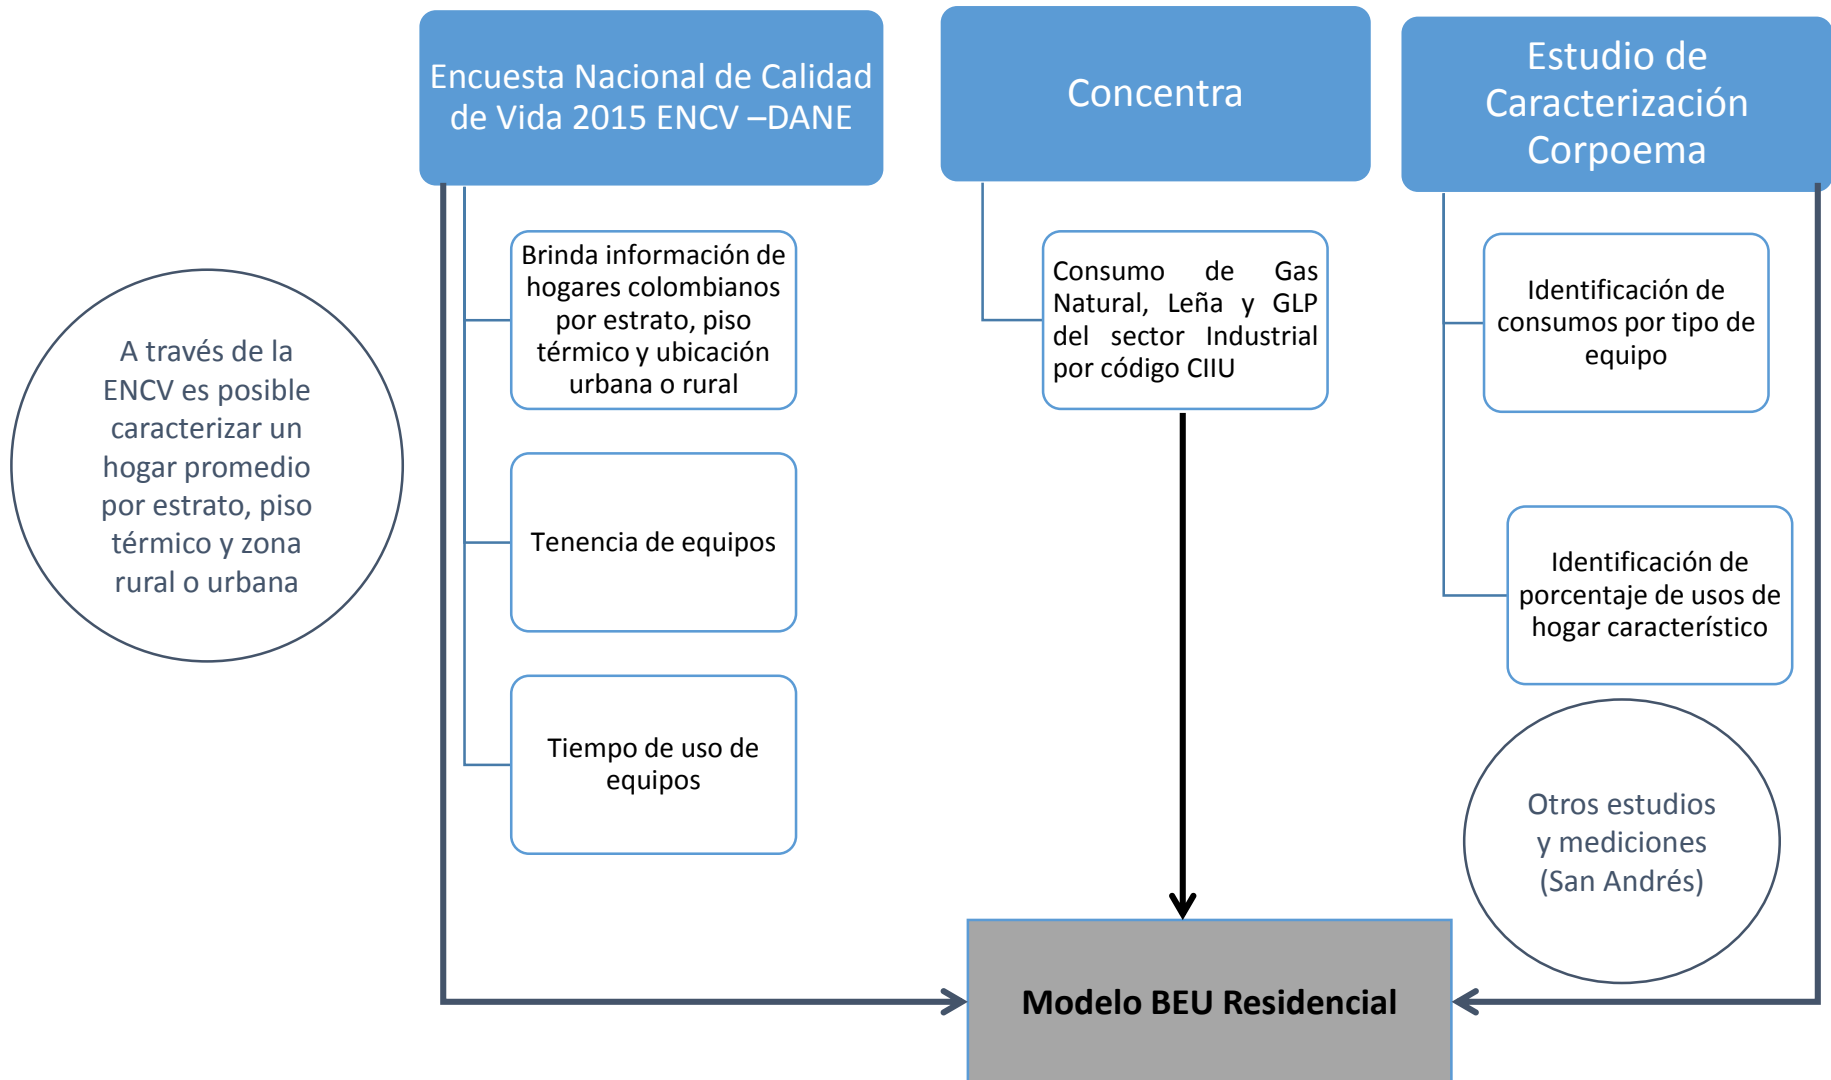 Encuesta Nacional de Calidad
de Vida 2015 ENCV –DANE
Concentra
Estudio de
Caracterización
Corpoema
A través de la
ENCV es posible
caracterizar un
hogar promedio
por estrato, piso
térmico y zona
rural o urbana
Brinda información de
hogares colombianos
por estrato, piso
térmico y ubicación
urbana o rural
Tenencia de equipos
Tiempo de uso de
equipos
Consumo de Gas
Natural, Leña y GLP
del sector Industrial
por código CIIU
Identificación de
consumos por tipo de
equipo
Identificación de
porcentaje de usos de
hogar característico
Otros estudios
y mediciones
(San Andrés)
Modelo BEU Residencial